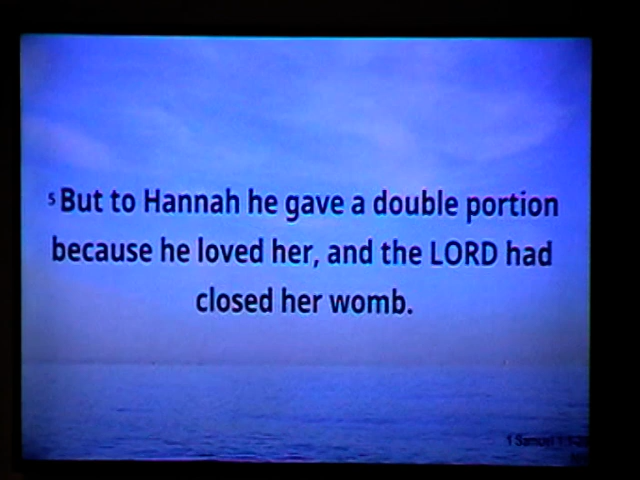 5 But to Hannah he gave a double portion
because he loved her, and the LORD had
closed her womb.
1 Samuel